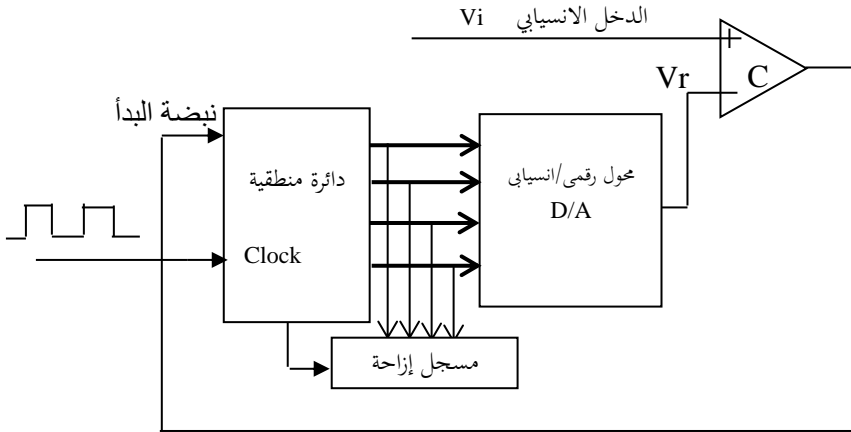 الدخل الانسيابي Vi
+
C
Vr
−
نبضة البدأ
دائرة منطقية
Clock
محول رقمى/انسيابى
D/A
مسجل إزاحة